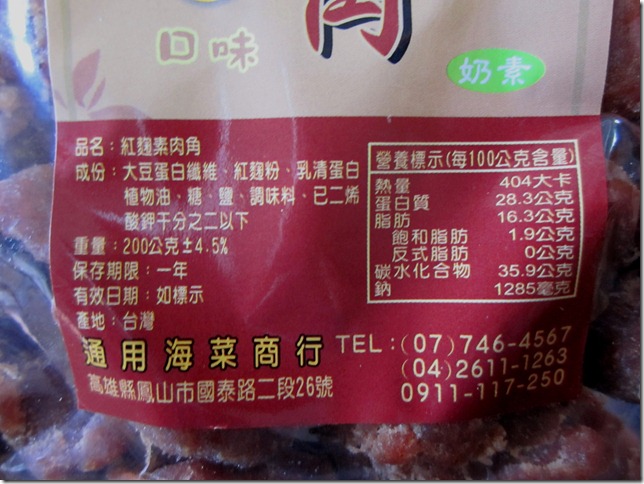 肉
口味
奶素
品名：紅麴素肉角
成份：大豆蛋白纖維、紅麴粉、乳清蛋白
植物油、糖、鹽、調味料、已二烯
酸鉀千分之二以下
重量：200公克±4.5%
保存期限：一年
有效日期：如標示
產地：台灣
營養標示(每100公克含量)
熱量 404大卡
蛋白質 28.3公克
脂肪 16.3公克
飽和脂肪 1.9公克
反式脂肪 0公克
碳水化合物 35.9公克
鈉 1285毫克
通用海菜商行
高雄縣鳳山市國泰路二段26號
TEL：(07)746-4567
(04)2611-1263
0911-117-250